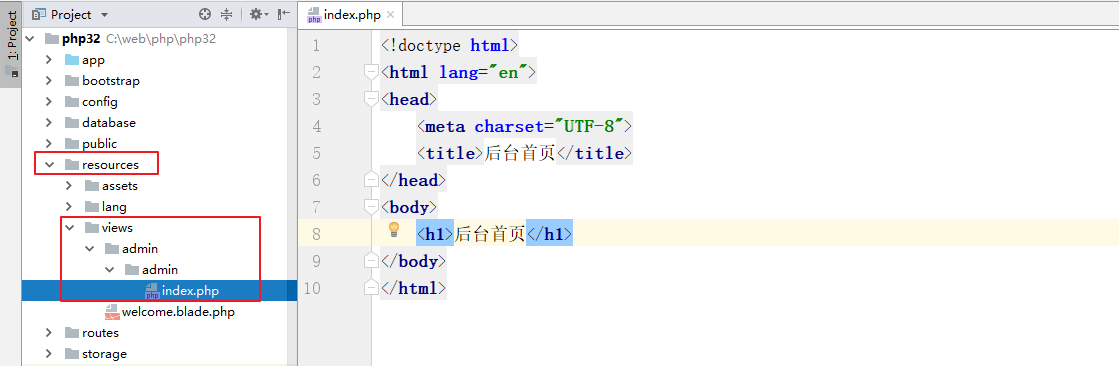 1: Project
Project
php32 C:\web\php\php32
app
bootstrap
config
database
public
resources
assets
lang
views
admin
admin
index.php
welcome.blade.php
routes
storage
index.php
1 <!doctype html>
2 <html lang="en">
3 <head>
4 <meta charset="UTF-8">
5 <title>后台首页</title>
6 </head>
7 <body>
8 <h1>后台首页</h1>
9 </body>
10 </html>